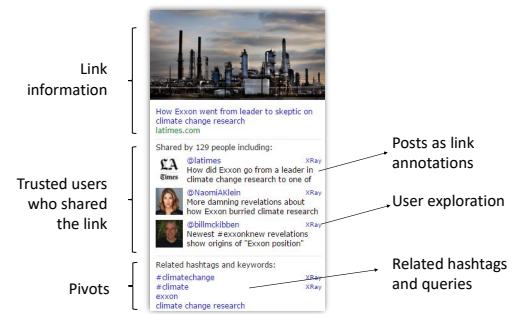 Link
information
How Exxon went from leader to skeptic on
climate change research
latimes.com
Shared by 129 people including:
LA
Times
@latimes XRay
How did Exxon go from a leader in
climate change research to one of
@NaomiAKlein XRay
More damning revelations about
how Exxon burried climate research
@billmckibben XRay
Newest #exxonknew revelations
show origins of "Exxon position"
Trusted users
who shared
the link
Posts as link
annotations
User exploration
Related hashtags and keywords:
#climatechange XRay
#climate XRay
exxon
climate change research
Pivots
Related hashtags
and queries